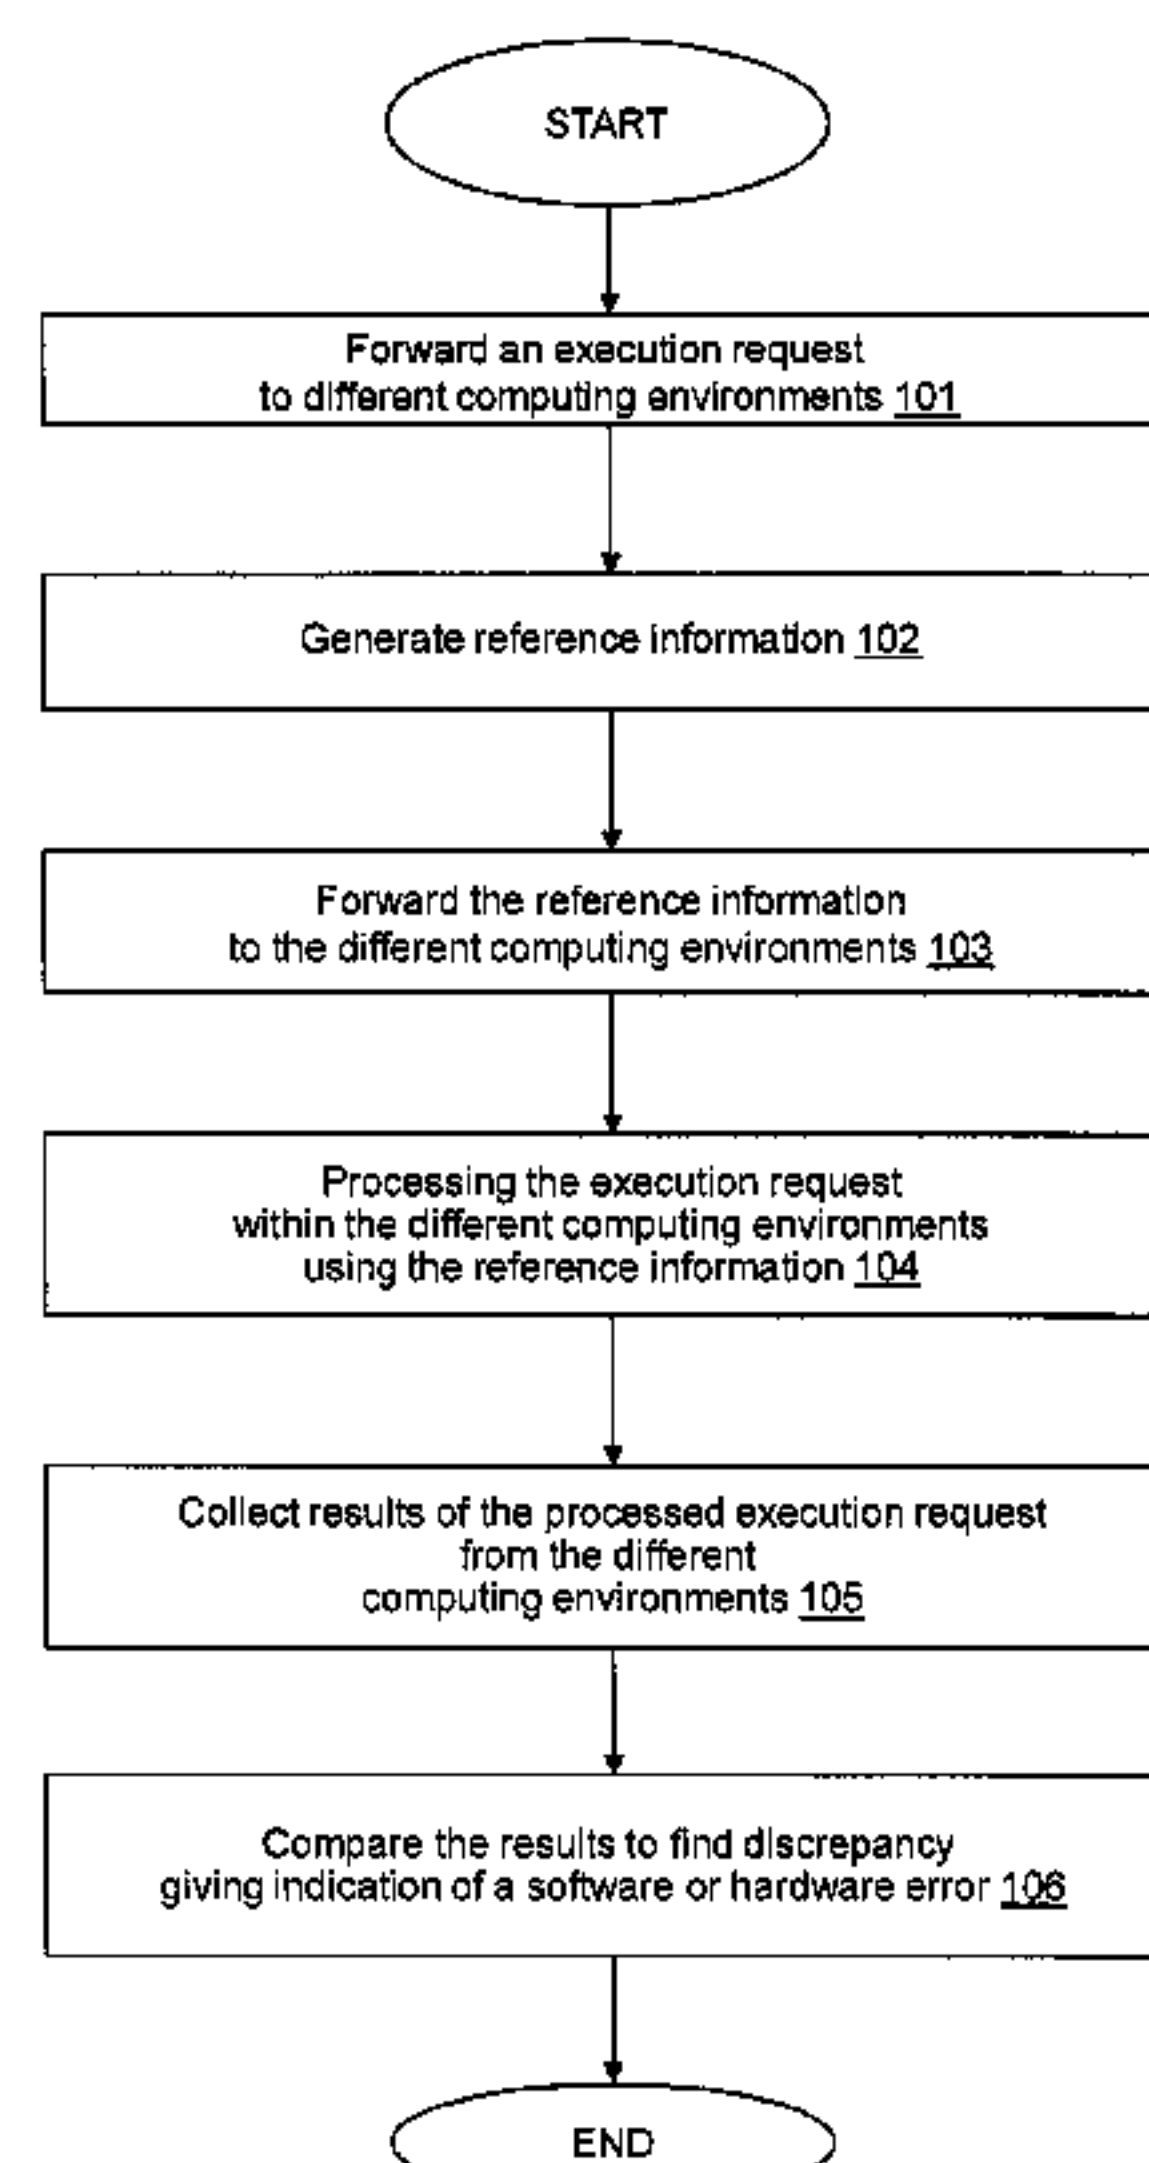 START
Forward an execution request
to different computing environments 101
Generate reference information 102
Forward the reference information
to the different computing environments 103
Processing the execution request
within the different computing environments
using the reference information 104
Collect results of the processed execution request
from the different
computing environments 105
Compare the results to find discrepancy
giving indication of a software or hardware error 106
END